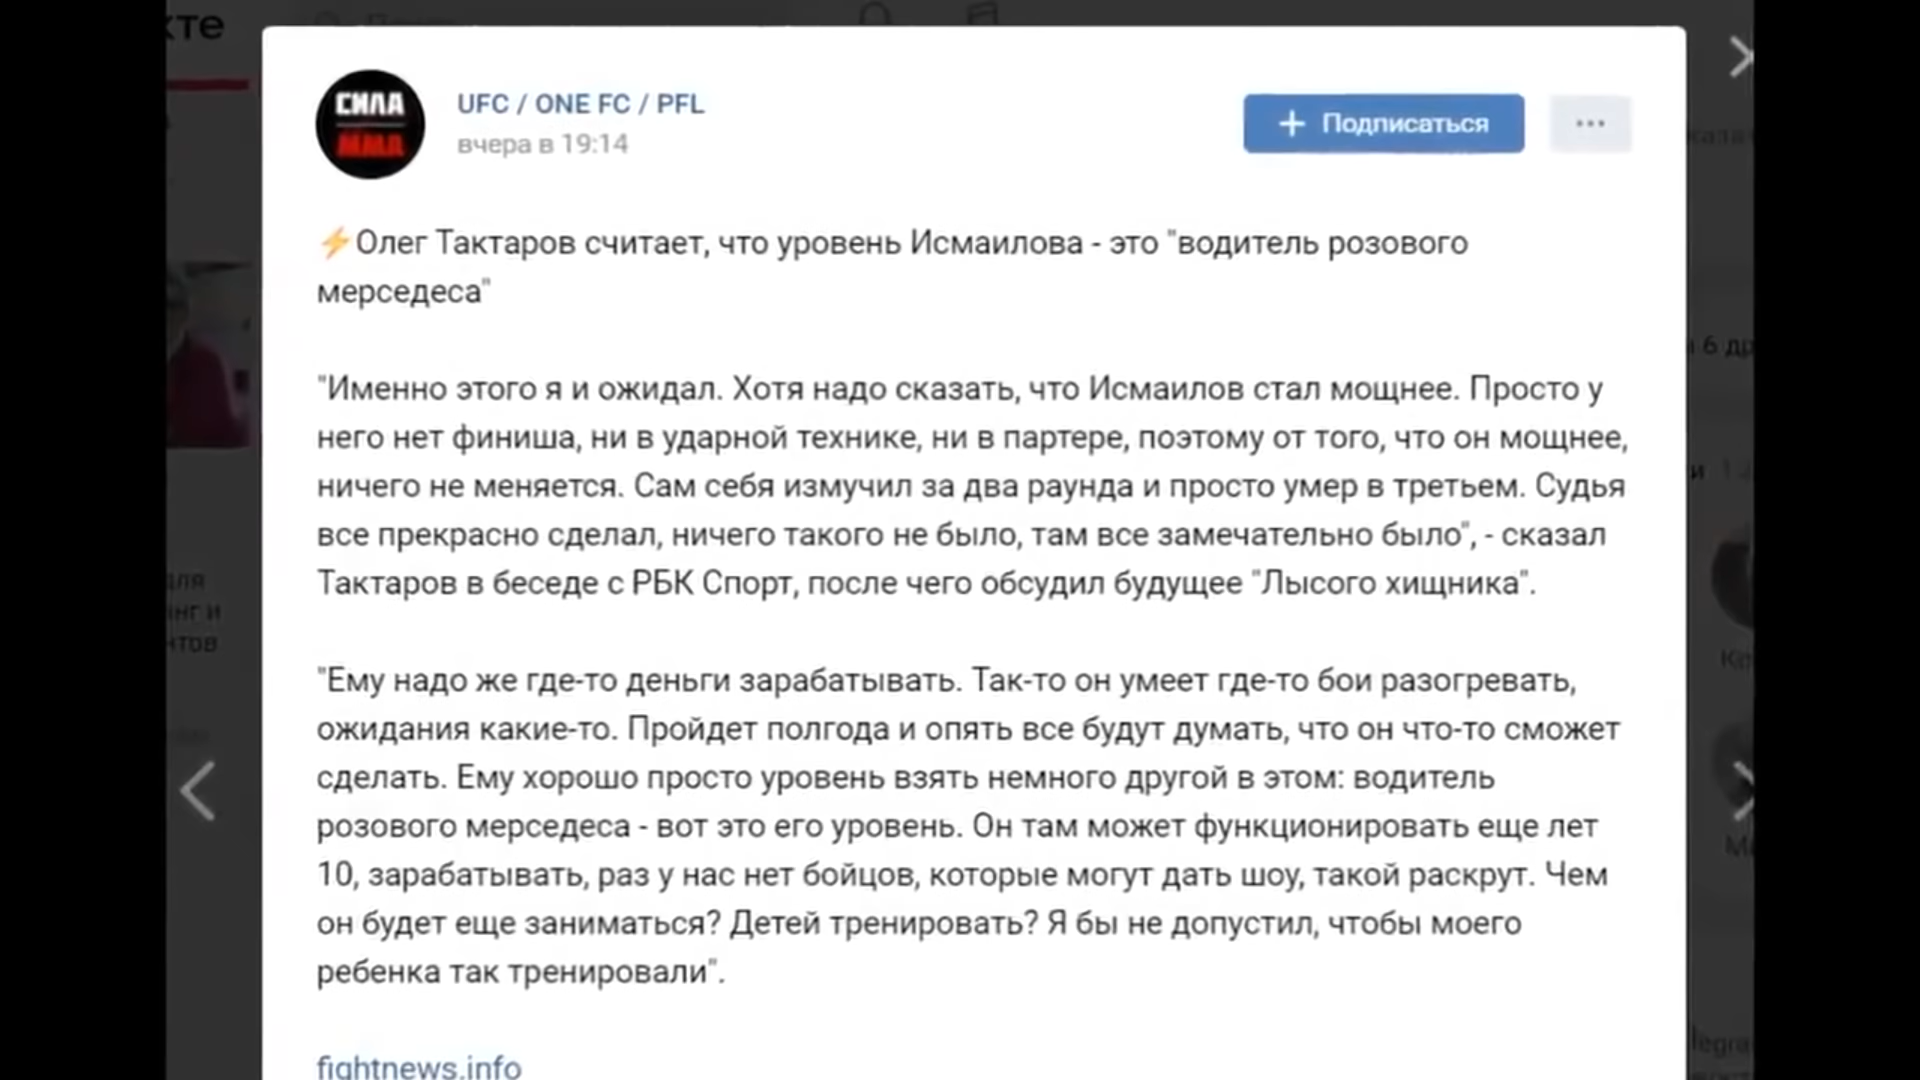 кте
СИЛА
ММА
UFC / ONE FC / PFL
вчера в 19:14
Подписаться
⚡Олег Тактаров считает, что уровень Исмаилова - это "водитель розового
мерседеса"
"Именно этого я и ожидал. Хотя надо сказать, что Исмаилов стал мощнее. Просто у
него нет финиша, ни в ударной технике, ни в партере, поэтому от того, что он мощнее,
ничего не меняется. Сам себя измучил за два раунда и просто умер в третьем. Судья
все прекрасно сделал, ничего такого не было, там все замечательно было", - сказал
Тактаров в беседе с РБК Спорт, после чего обсудил будущее "Лысого хищника".
"Ему надо же где-то деньги зарабатывать. Так-то он умеет где-то бои разогревать,
ожидания какие-то. Пройдет полгода и опять все будут думать, что он что-то сможет
сделать. Ему хорошо просто уровень взять немного другой в этом: водитель
розового мерседеса - вот это его уровень. Он там может функционировать еще лет
10, зарабатывать, раз у нас нет бойцов, которые могут дать шоу, такой раскрут. Чем
он будет еще заниматься? Детей тренировать? Я бы не допустил, чтобы моего
ребенка так тренировали".
fightnews.info